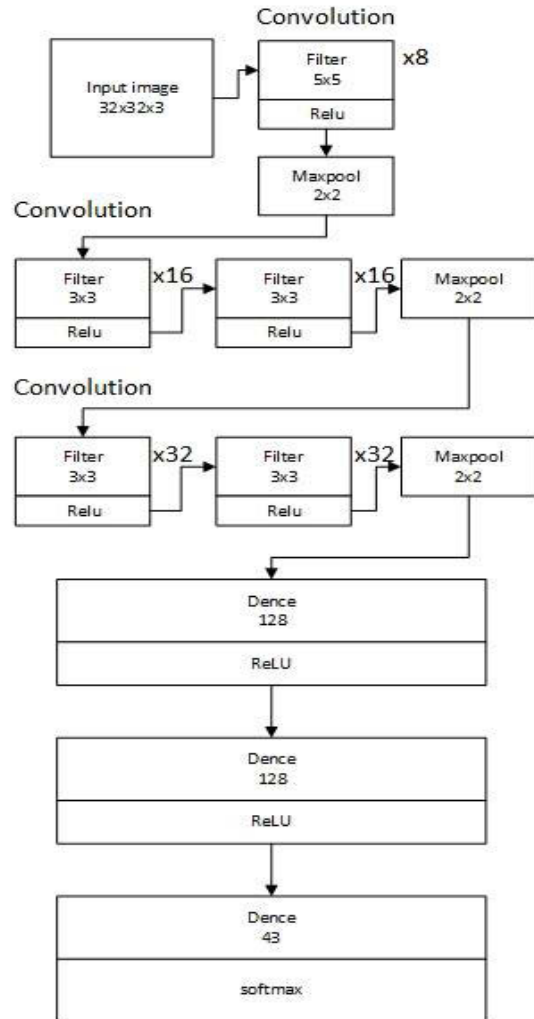 Convolution
Input image
32x32x3
Filter
5x5
x8
Relu
Maxpool
2x2
Convolution
Filter
3x3
x16
Relu
Filter
3x3
x16
Relu
Maxpool
2x2
Convolution
Filter
3x3
x32
Relu
Filter
3x3
x32
Relu
Maxpool
2x2
Dence
128
ReLU
Dence
128
ReLU
Dence
43
softmax